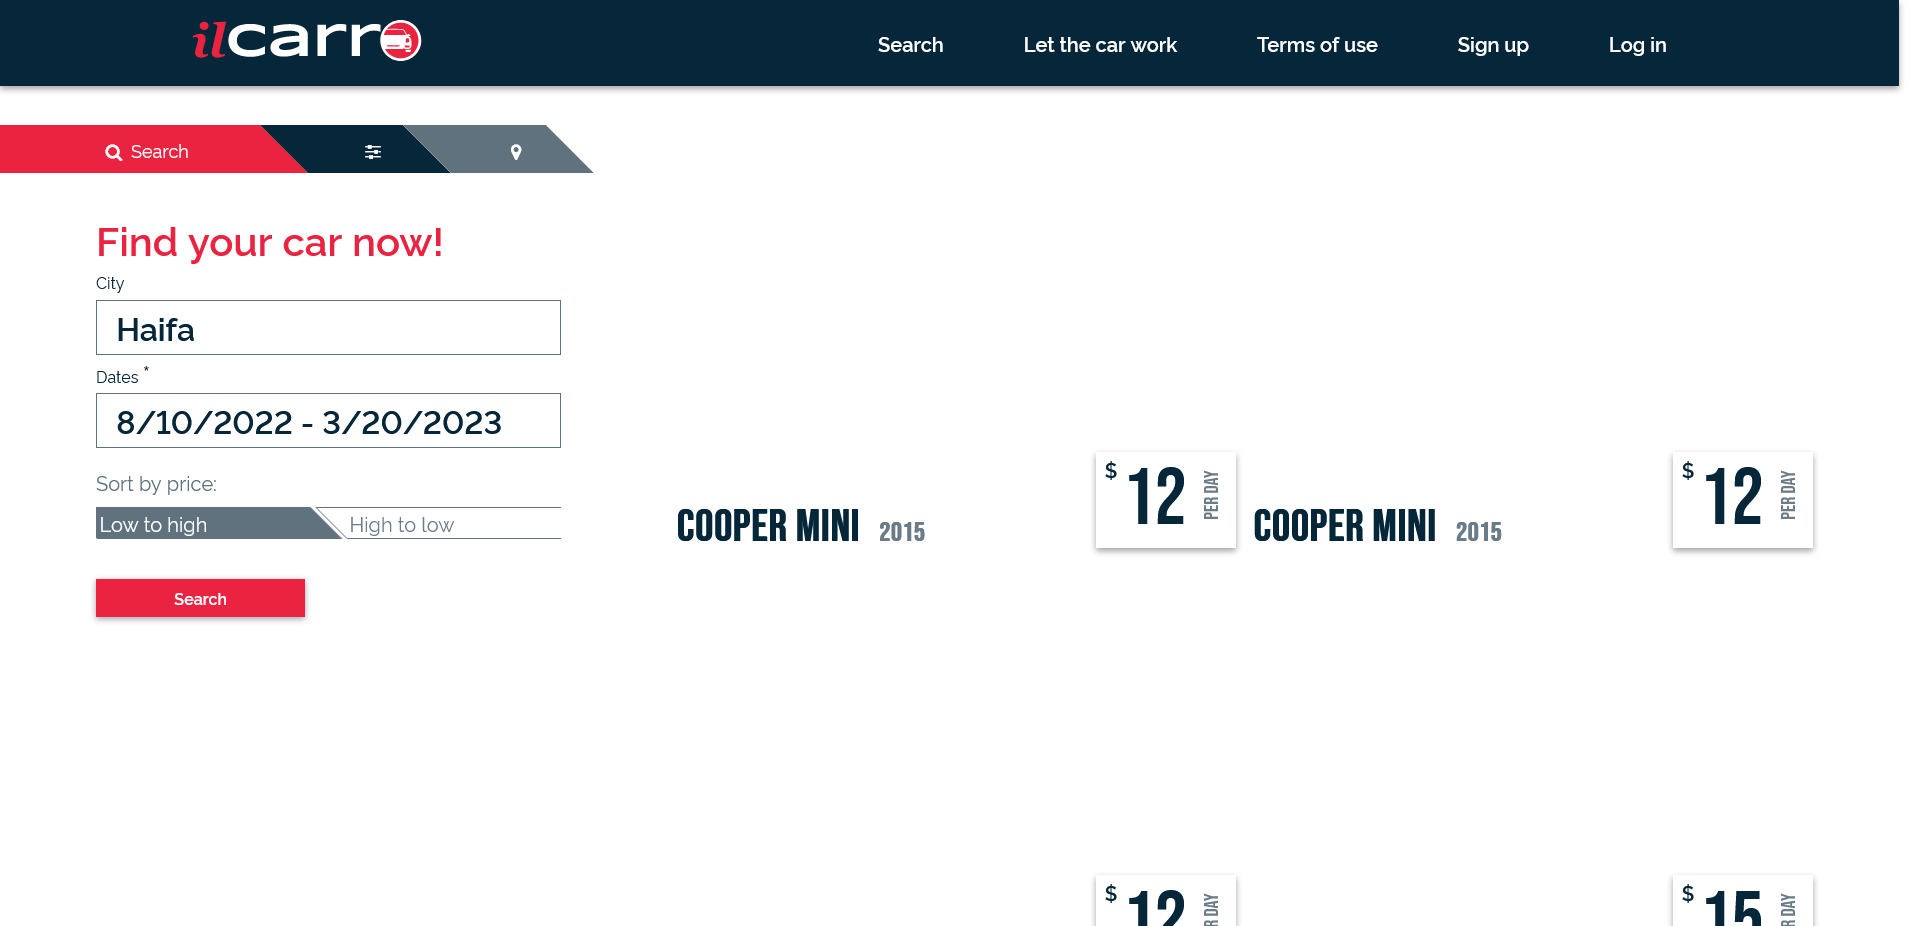 ilcarro
Search
Let the car work
Terms of use
Sign up
Log in
Search
Find your car now!
City
Haifa
Dates *
8/10/2022 - 3/20/2023
Sort by price:
Low to high
High to low
Search
COOPER MINI 2015
$ 12 PER DAY
COOPER MINI 2015
$ 12 PER DAY
$ 12 R DAY
$ 15 R DAY